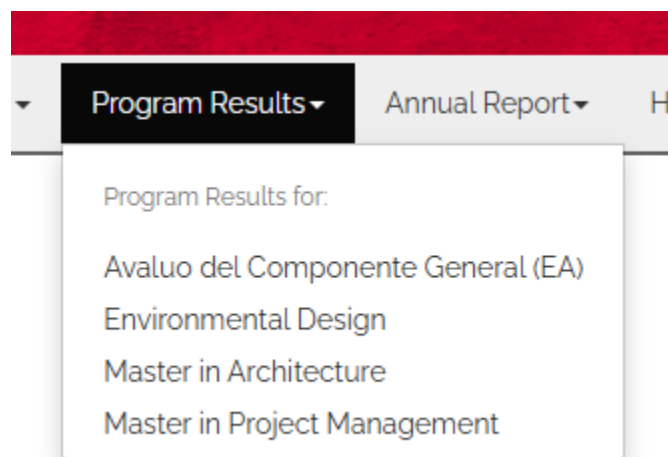 Program Results Annual Report H
Program Results for:
Avaluo del Componente General (EA)
Environmental Design
Master in Architecture
Master in Project Management